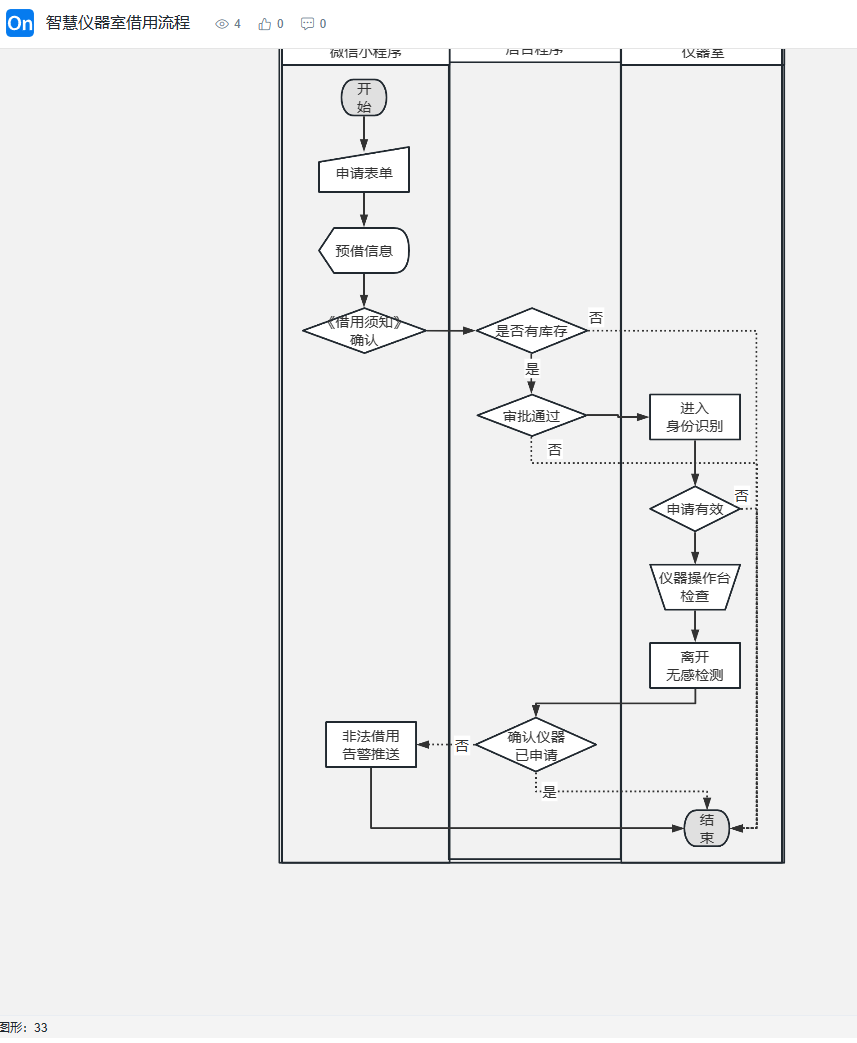 On 智慧仪器室借用流程 4 0 0
微信小程序 后台程序 仪器室
开
始
申请表单
预借信息
《借用须知》
确认
是否有库存
否
是
审批通过
进入
身份识别
否
否
申请有效
仪器操作台
检查
离开
无感检测
非法借用
告警推送
否
确认仪器
已申请
是
结
束
图形: 33